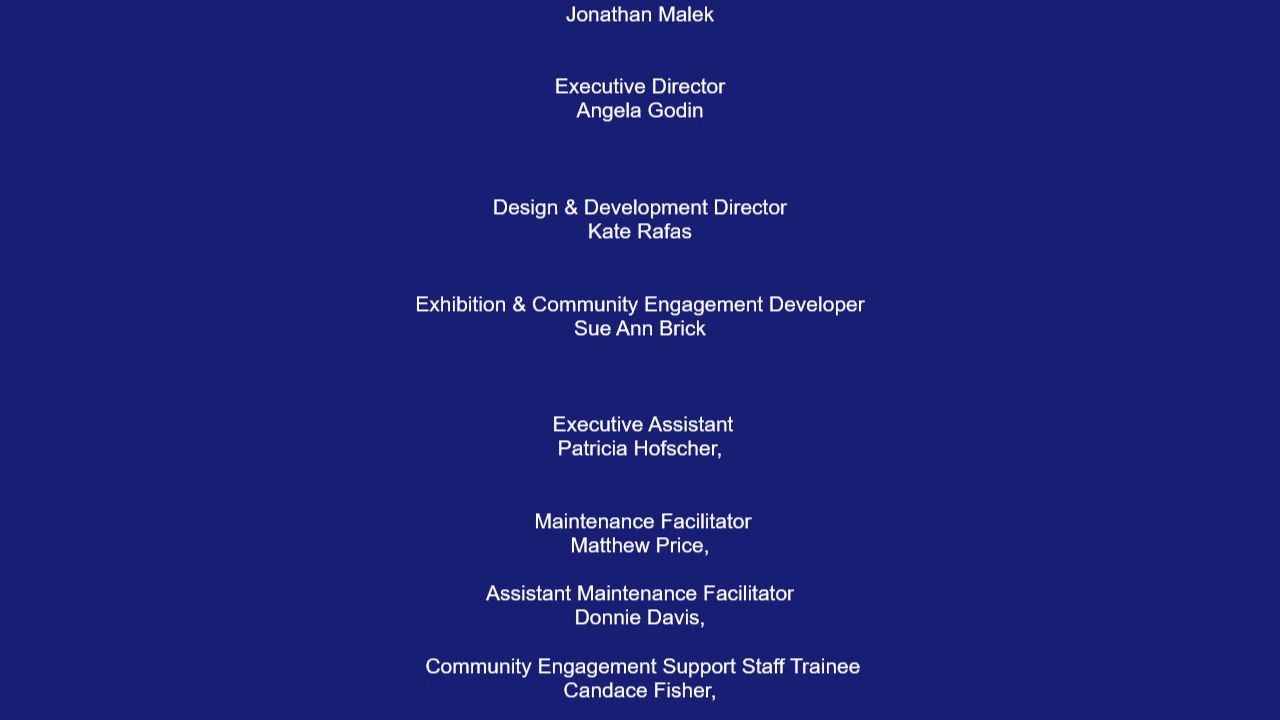 Jonathan Malek
Executive Director
Angela Godin
Design & Development Director
Kate Rafas
Exhibition & Community Engagement Developer
Sue Ann Brick
Executive Assistant
Patricia Hofscher,
Maintenance Facilitator
Matthew Price,
Assistant Maintenance Facilitator
Donnie Davis,
Community Engagement Support Staff Trainee
Candace Fisher,